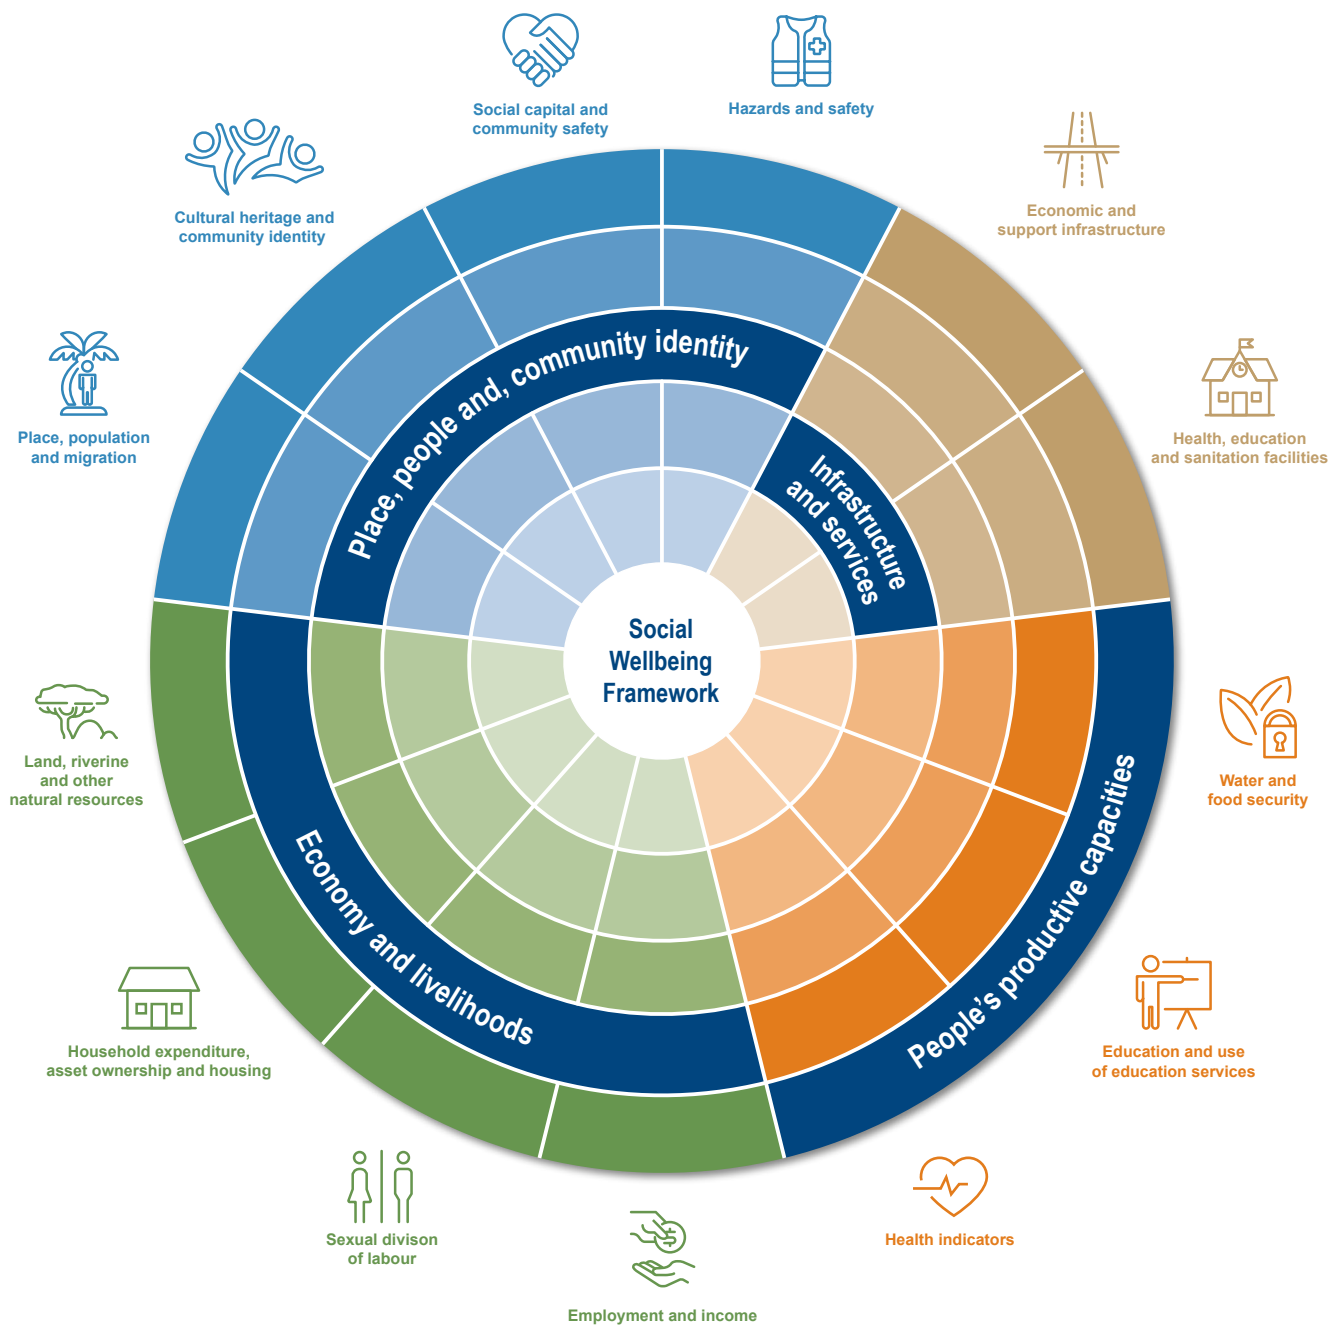 Social capital and
community safety
Hazards and safety
Cultural heritage and
community identity
Economic and
support infrastructure
Place, population
and migration
Health, education
and sanitation facilities
Place, people and, community identity
Infrastructure
and services
Social
Wellbeing
Framework
Land, riverine
and other
natural resources
Water and
food security
Economy and livelihoods
People's productive capacities
Household expenditure,
asset ownership and housing
Education and use
of education services
Sexual divison
of labour
Health indicators
$
Employment and income